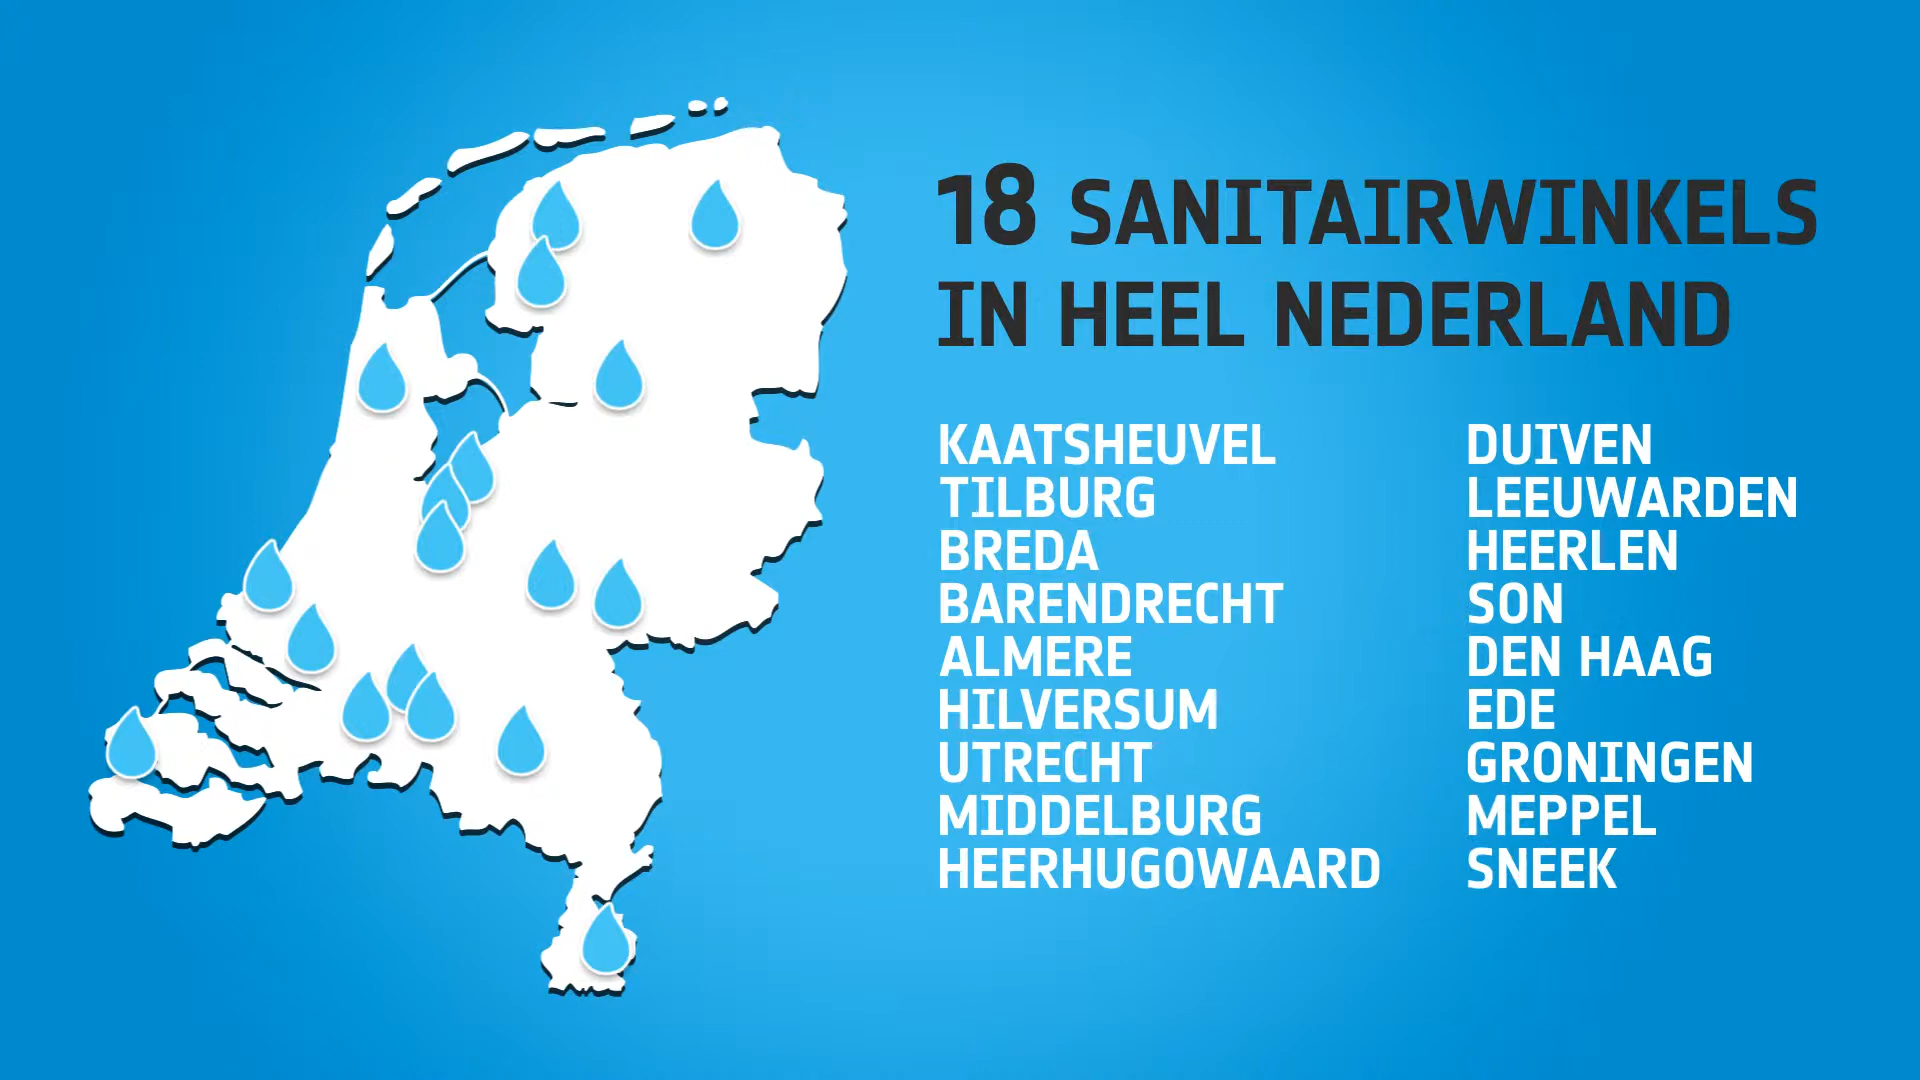 18 SANITAIRWINKELS
IN HEEL NEDERLAND
KAATSHEUVEL
TILBURG
BREDA
BARENDRECHT
ALMERE
HILVERSUM
UTRECHT
MIDDELBURG
HEERHUGOWAARD
DUIVEN
LEEUWARDEN
HEERLEN
SON
DEN HAAG
EDE
GRONINGEN
MEPPEL
SNEEK